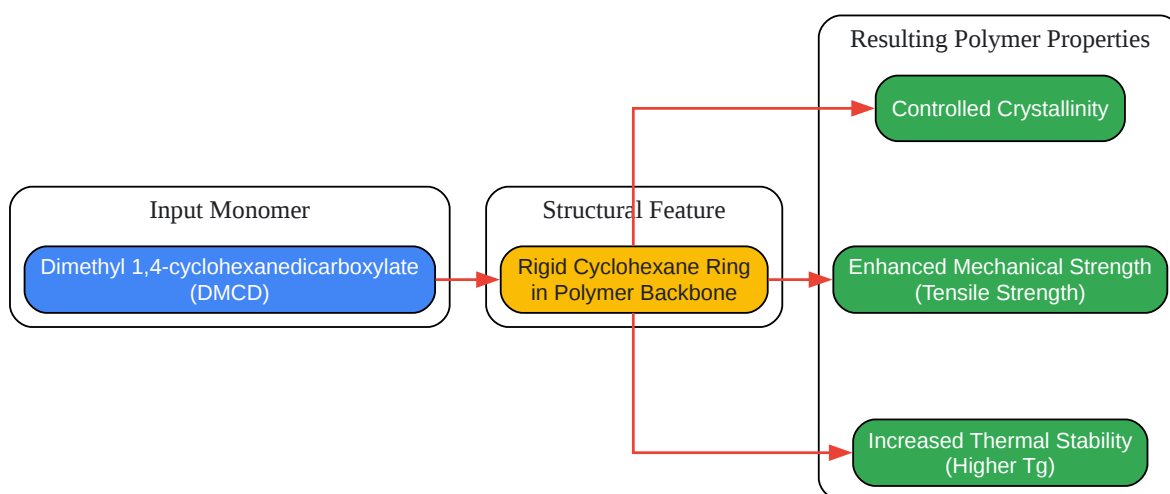 Input Monomer
Dimethyl 1,4-cyclohexanedicarboxylate
(DMCD)
Structural Feature
Rigid Cyclohexane Ring
in Polymer Backbone
Resulting Polymer Properties
Controlled Crystallinity
Enhanced Mechanical Strength
(Tensile Strength)
Increased Thermal Stability
(Higher Tg)